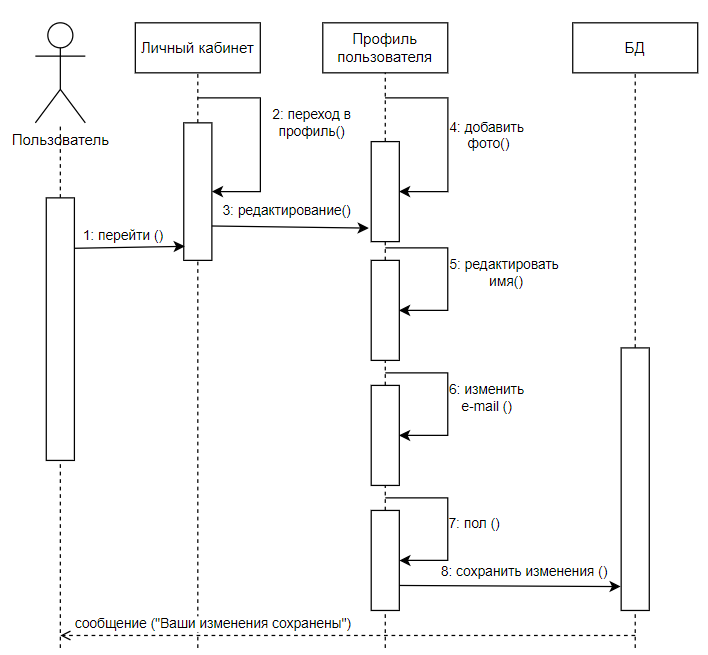 Личный кабинет
Профиль
пользователя
БД
Пользователь
2: переход в
профиль()
4: добавить
фото()
3: редактирование()
1: перейти ()
5: редактировать
имя()
6: изменить
e-mail ()
7: пол ()
8: сохранить изменения ()
сообщение ("Ваши изменения сохранены")